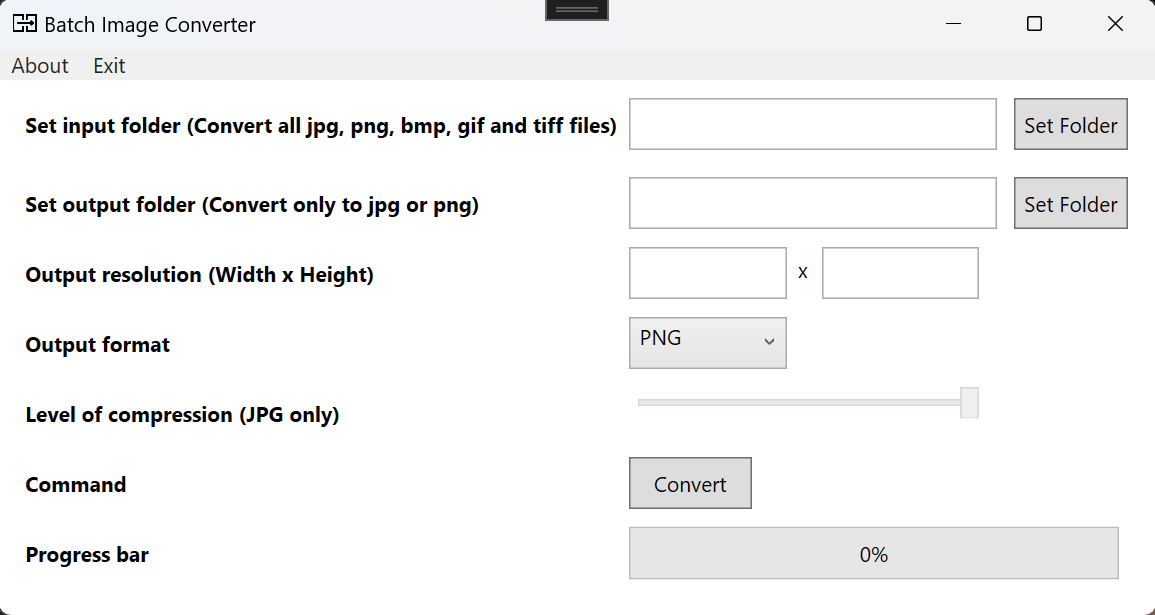 Batch Image Converter
About Exit
Set input folder (Convert all jpg, png, bmp, gif and tiff files) Set Folder
Set output folder (Convert only to jpg or png) Set Folder
Output resolution (Width x Height) x
Output format PNG
Level of compression (JPG only)
Command Convert
Progress bar 0%